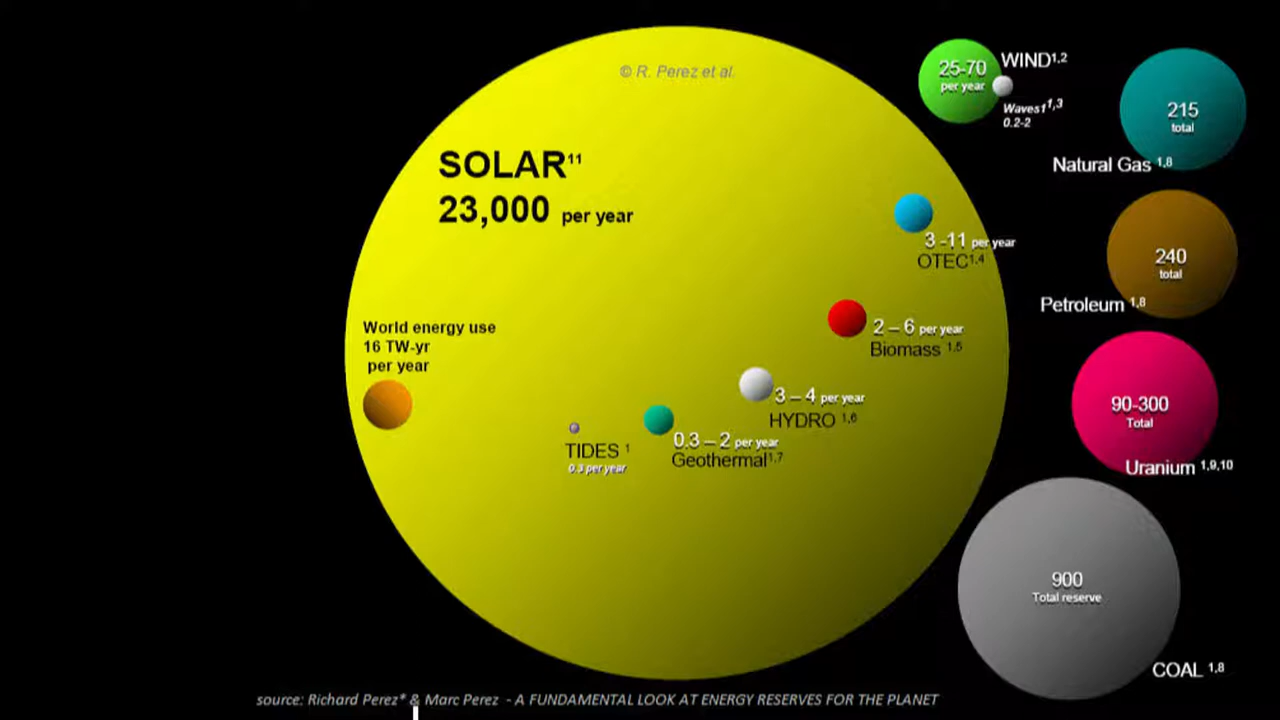 © R. Perez et al.
SOLAR¹¹
23,000 per year
World energy use
16 TW-yr
per year
TIDES ¹
0.3 per year
0.3 – 2 per year
Geothermal¹,⁷
3 – 4 per year
HYDRO ¹,⁶
2 – 6 per year
Biomass ¹,⁵
3 -11 per year
OTEC¹,⁴
25-70
per year
WIND¹,²
Waves1¹,³
0.2-2
215
total
Natural Gas ¹,⁸
240
total
Petroleum ¹,⁸
90-300
Total
Uranium ¹,⁹,¹⁰
900
Total reserve
COAL ¹,⁸
source: Richard Perez* & Marc Perez - A FUNDAMENTAL LOOK AT ENERGY RESERVES FOR THE PLANET